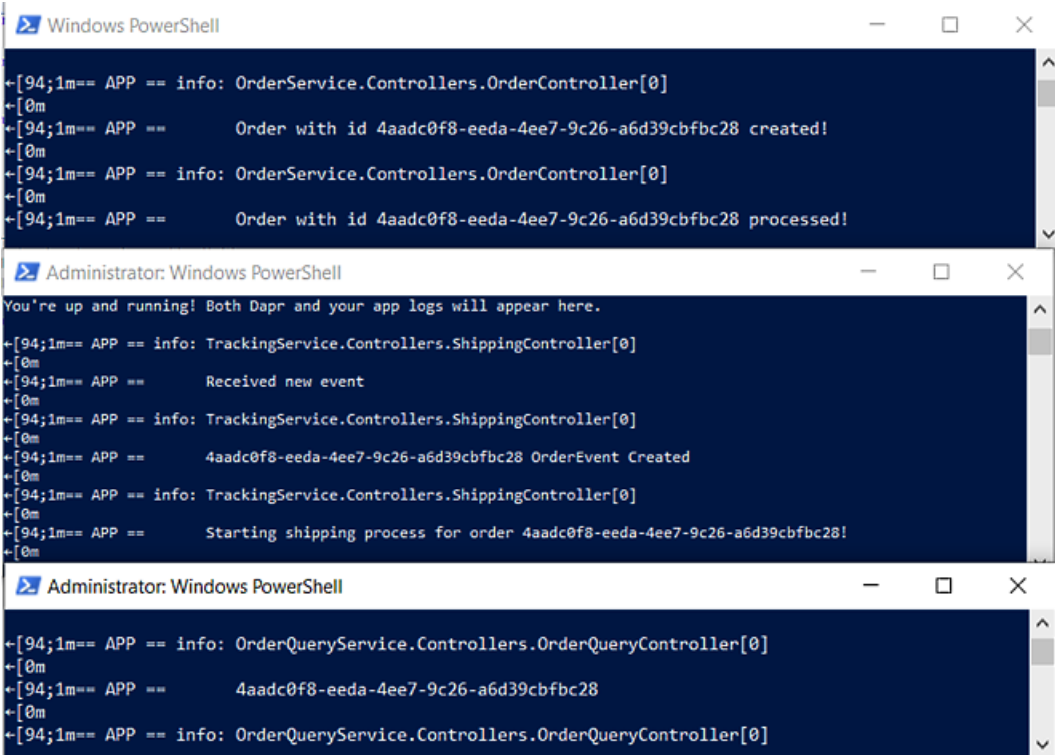 Windows PowerShell
←[94;1m== APP == info: OrderService.Controllers.OrderController[0]
←[0m
←[94;1m== APP ==       Order with id 4aadc0f8-eeda-4ee7-9c26-a6d39cbfbc28 created!
←[0m
←[94;1m== APP == info: OrderService.Controllers.OrderController[0]
←[0m
←[94;1m== APP ==       Order with id 4aadc0f8-eeda-4ee7-9c26-a6d39cbfbc28 processed!
Administrator: Windows PowerShell
You're up and running! Both Dapr and your app logs will appear here.
←[94;1m== APP == info: TrackingService.Controllers.ShippingController[0]
←[0m
←[94;1m== APP ==       Received new event
←[0m
←[94;1m== APP == info: TrackingService.Controllers.ShippingController[0]
←[0m
←[94;1m== APP ==       4aadc0f8-eeda-4ee7-9c26-a6d39cbfbc28 OrderEvent Created
←[0m
←[94;1m== APP == info: TrackingService.Controllers.ShippingController[0]
←[0m
←[94;1m== APP ==       Starting shipping process for order 4aadc0f8-eeda-4ee7-9c26-a6d39cbfbc28!
←[0m
Administrator: Windows PowerShell
←[94;1m== APP == info: OrderQueryService.Controllers.OrderQueryController[0]
←[0m
←[94;1m== APP ==       4aadc0f8-eeda-4ee7-9c26-a6d39cbfbc28
←[0m
←[94;1m== APP == info: OrderQueryService.Controllers.OrderQueryController[0]